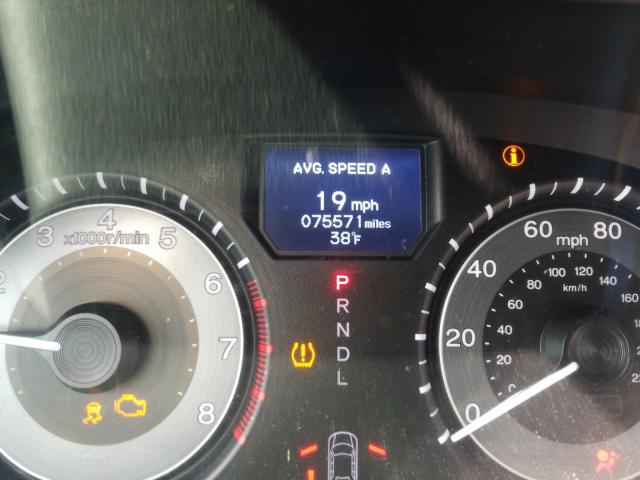 AVG. SPEED A
19 mph
075571 miles
38°F
2 3 4 5 6 7 8
x1000r/min
P
R
N
D
L
0 20 40 60 80
mph
0 20 40 60 80 100 120 140 160
km/h